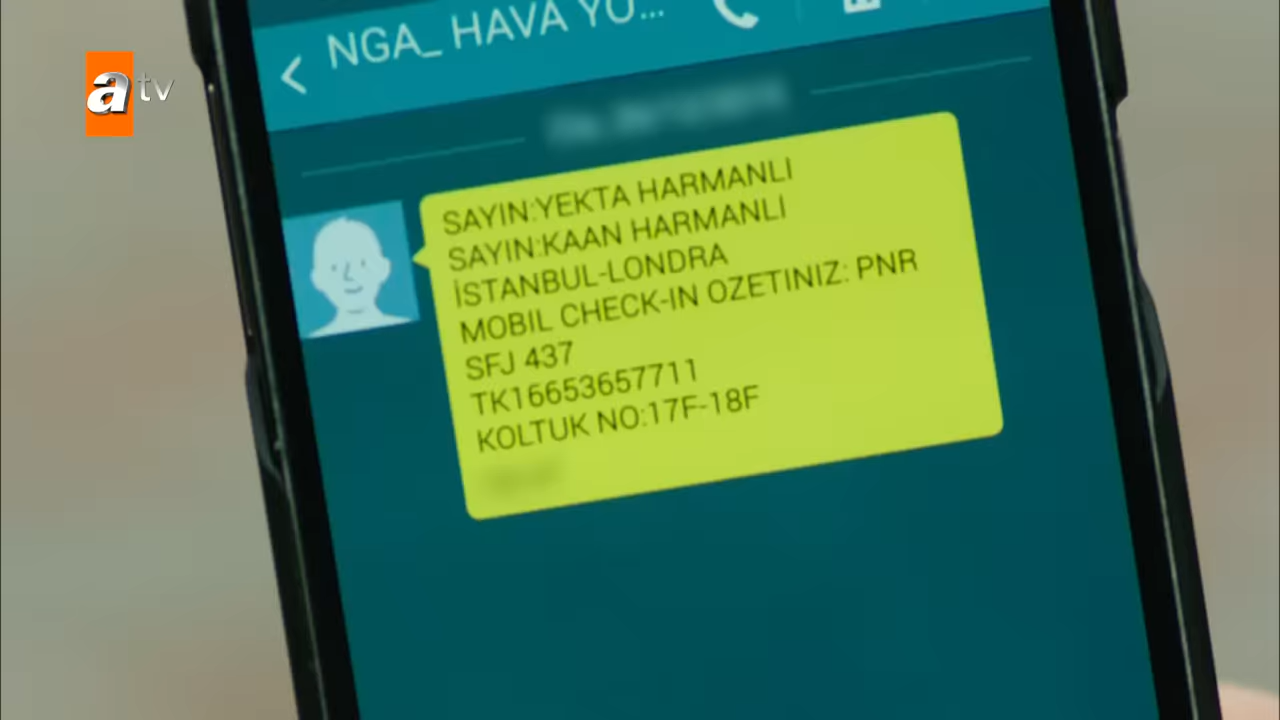 atv
NGA_ HAVA YO...
SAYIN:YEKTA HARMANLI
SAYIN:KAAN HARMANLI
İSTANBUL-LONDRA
MOBIL CHECK-IN OZETINIZ: PNR
SFJ 437
TK16653657711
KOLTUK NO:17F-18F